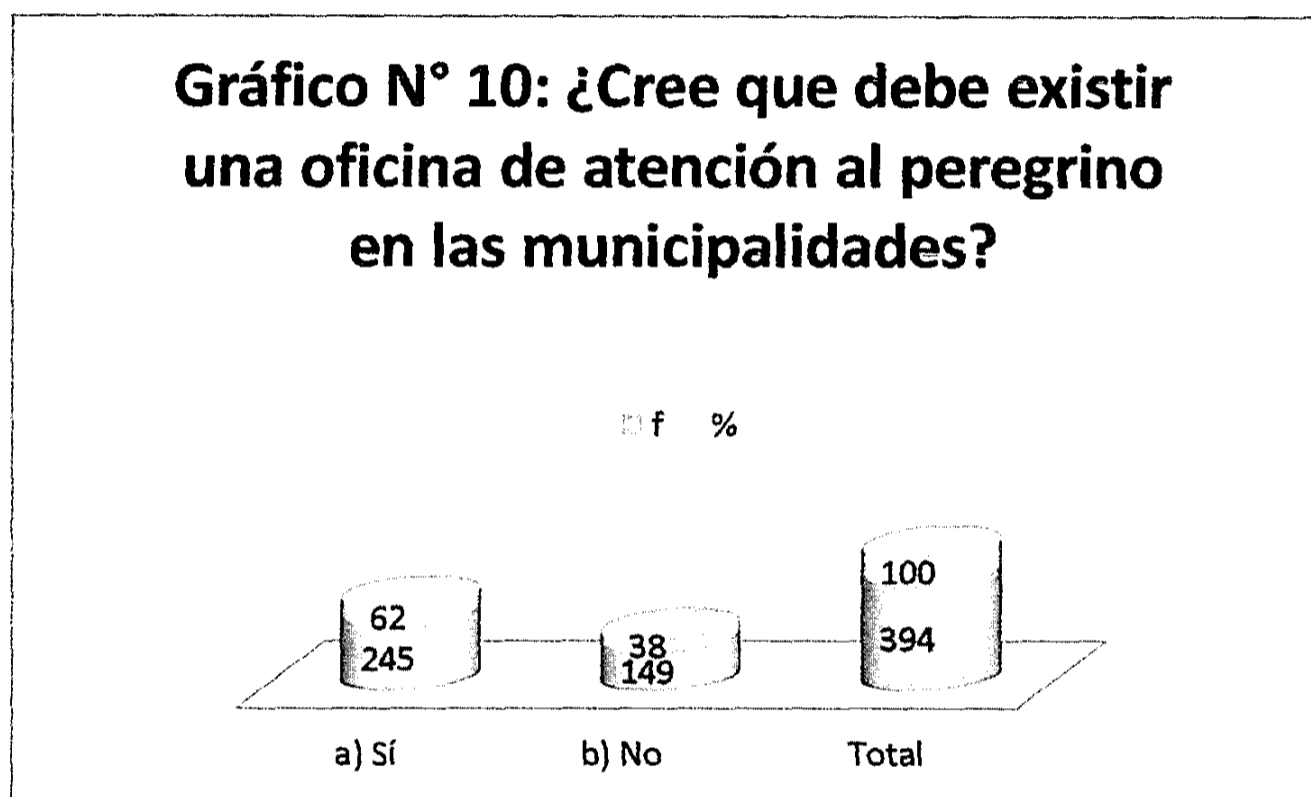 Gráfico N° 10: ¿Cree que debe existir
una oficina de atención al peregrino
en las municipalidades?
f %
62
245
38
149
100
394
a) Sí b) No Total